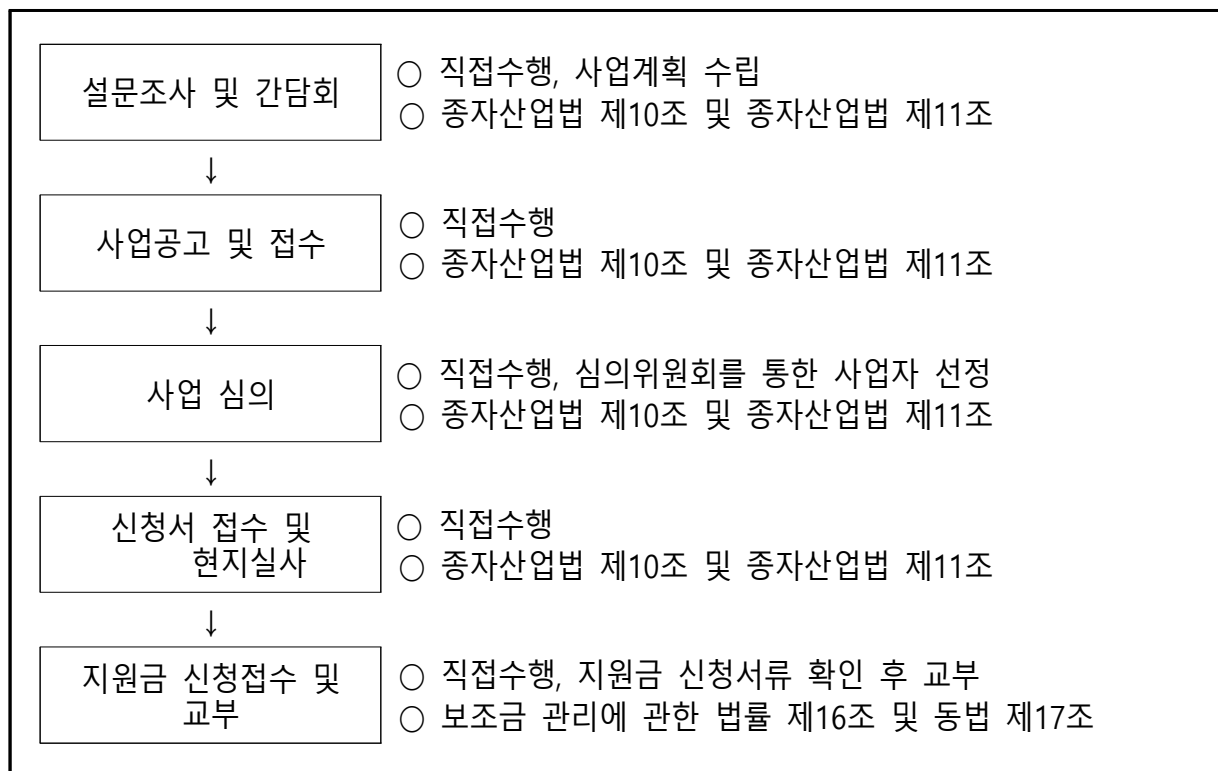 설문조사 및 간담회
○ 직접수행, 사업계획 수립
○ 종자산업법 제10조 및 종자산업법 제11조
↓
사업공고 및 접수
○ 직접수행
○ 종자산업법 제10조 및 종자산업법 제11조
↓
사업 심의
○ 직접수행, 심의위원회를 통한 사업자 선정
○ 종자산업법 제10조 및 종자산업법 제11조
↓
신청서 접수 및
현지실사
○ 직접수행
○ 종자산업법 제10조 및 종자산업법 제11조
↓
지원금 신청접수 및
교부
○ 직접수행, 지원금 신청서류 확인 후 교부
○ 보조금 관리에 관한 법률 제16조 및 동법 제17조